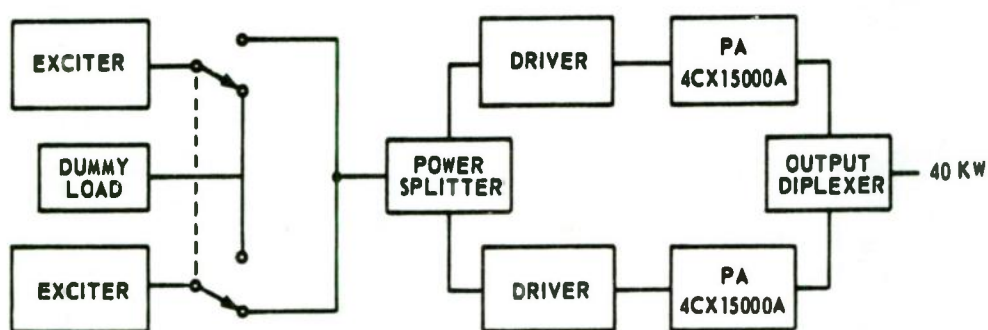 EXCITER
DUMMY
LOAD
EXCITER
POWER
SPLITTER
DRIVER
PA
4CX15000A
DRIVER
PA
4CX15000A
OUTPUT
DIPLEXER
40 KW